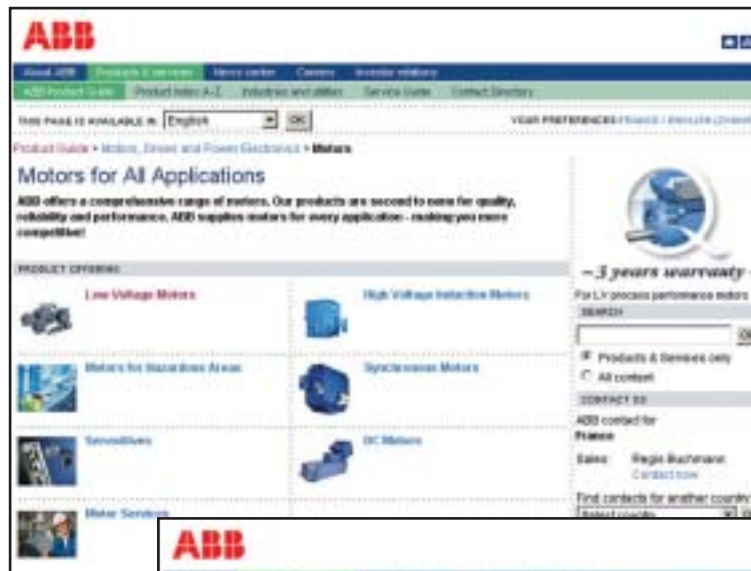 ABB
About ABB Products & services News center Careers Investor relations
ABB Product Guide Product Index A-Z Industries and utilities Service Guide Contact Directory
THIS PAGE IS AVAILABLE IN: English OK YOUR PREFERENCES: FRANCE / ENGLISH
Product Guide > Motors, Drives and Power Electronics > Motors
Motors for All Applications
ABB offers a comprehensive range of motors. Our products are second to none for quality,
reliability and performance. ABB supplies motors for every application - making you more
competitive!
PRODUCT OFFERING
Low Voltage Motors
High Voltage Induction Motors
Motors for Hazardous Areas
Synchronous Motors
Servodrives
DC Motors
Motor Services
3 years warranty
For LV process performance motors
SEARCH
Products & Services only
All content
CONTACT US
ABB contact for
France
Sales: Regis Buchmann
Contact now
Find contacts for another country
Select country
ABB